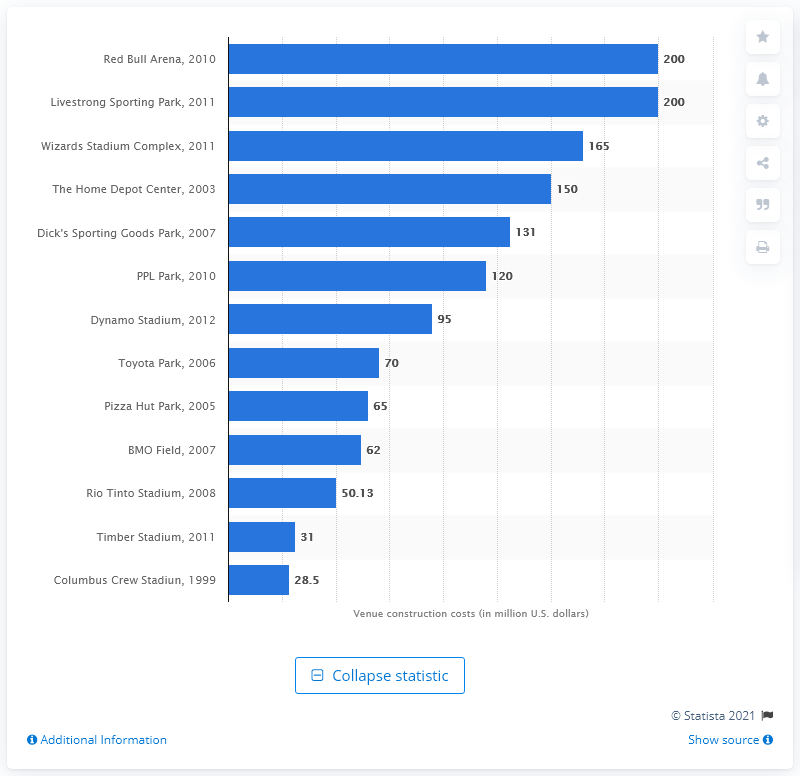 Red Bull Arena, 2010 200
Livestrong Sporting Park, 2011 200
Wizards Stadium Complex, 2011 165
The Home Depot Center, 2003 150
Dick's Sporting Goods Park, 2007 131
PPL Park, 2010 120
Dynamo Stadium, 2012 95
Toyota Park, 2006 70
Pizza Hut Park, 2005 65
BMO Field, 2007 62
Rio Tinto Stadium, 2008 50.13
Timber Stadium, 2011 31
Columbus Crew Stadiun, 1999 28.5
Venue construction costs (in million U.S. dollars)
Collapse statistic
© Statista 2021
Additional Information Show source